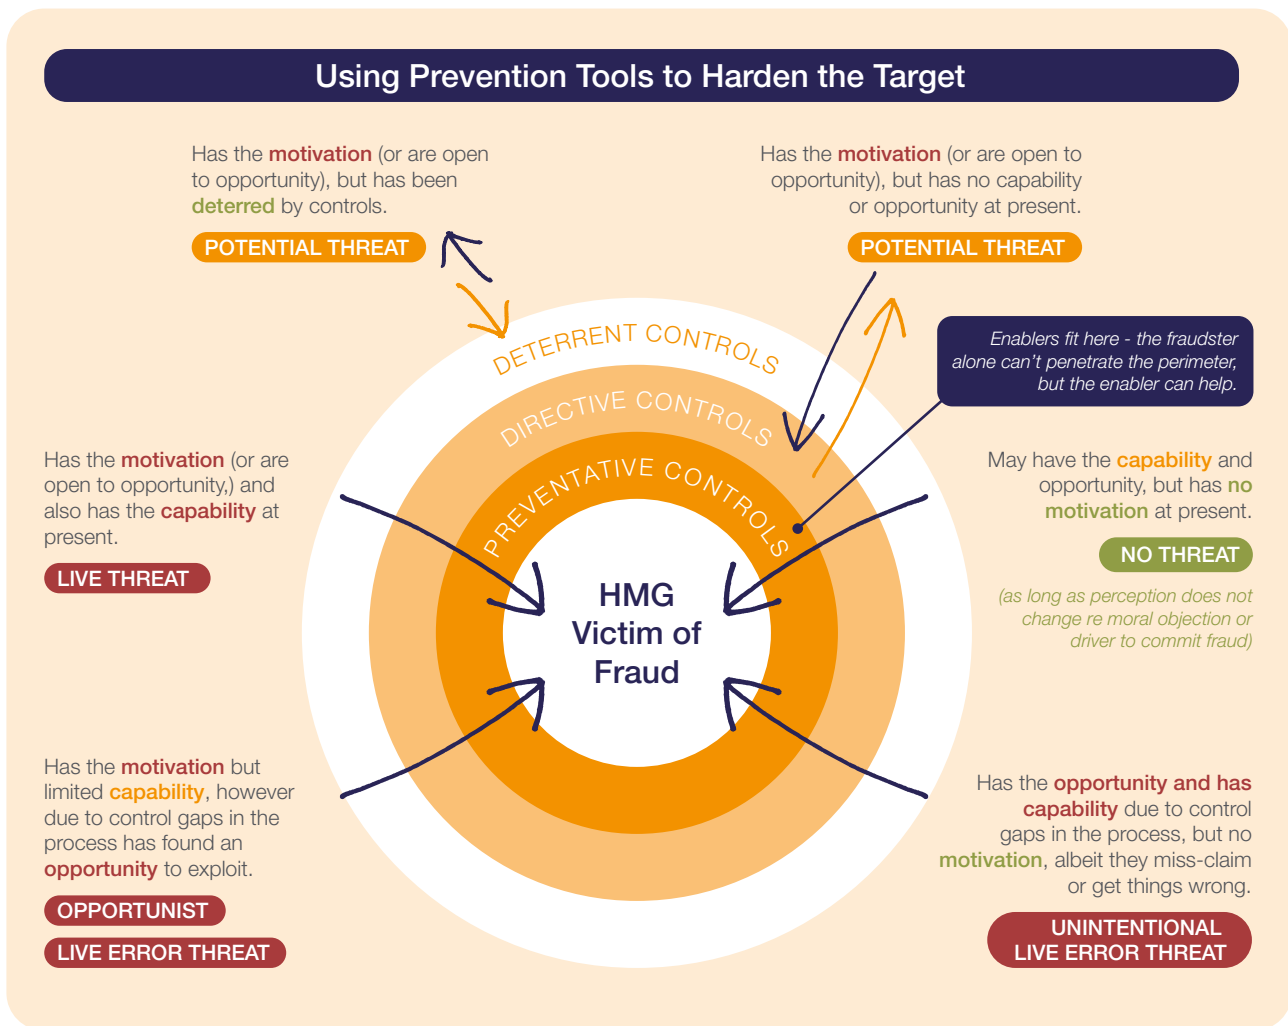 Using Prevention Tools to Harden the Target
Has the motivation (or are open
to opportunity), but has been
deterred by controls.
POTENTIAL THREAT
Has the motivation (or are open to
opportunity), but has no capability
or opportunity at present.
POTENTIAL THREAT
DETERRENT CONTROLS
DIRECTIVE CONTROLS
PREVENTATIVE CONTROLS
HMG
Victim of
Fraud
Enablers fit here - the fraudster
alone can't penetrate the perimeter,
but the enabler can help.
Has the motivation (or are
open to opportunity,) and
also has the capability at
present.
LIVE THREAT
May have the capability and
opportunity, but has no
motivation at present.
NO THREAT
(as long as perception does not
change re moral objection or
driver to commit fraud)
Has the motivation but
limited capability, however
due to control gaps in the
process has found an
opportunity to exploit.
OPPORTUNIST
LIVE ERROR THREAT
Has the opportunity and has
capability due to control
gaps in the process, but no
motivation, albeit they miss-claim
or get things wrong.
UNINTENTIONAL
LIVE ERROR THREAT